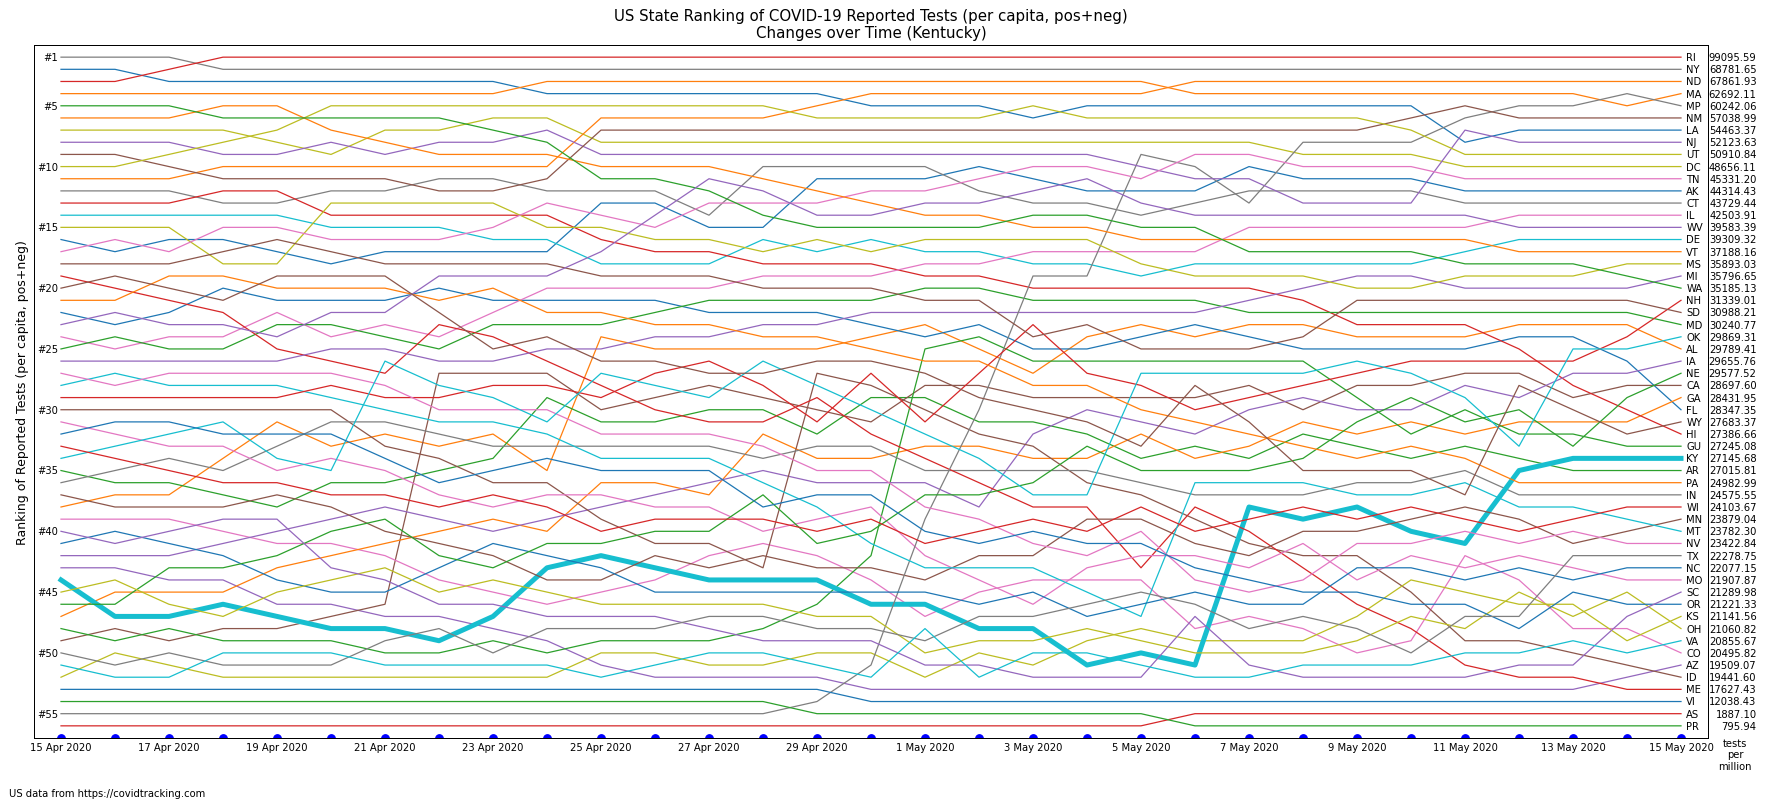 US State Ranking of COVID-19 Reported Tests (per capita, pos+neg)
Changes over Time (Kentucky)
Ranking of Reported Tests (per capita, pos+neg)
#1
#5
#10
#15
#20
#25
#30
#35
#40
#45
#50
#55
RI 99095.59
NY 68781.65
ND 67861.93
MA 62692.11
MP 60242.06
NM 57038.99
LA 54463.37
NJ 52123.63
UT 50910.84
DC 48656.11
TN 45331.20
AK 44314.43
CT 43729.44
IL 42503.91
WV 39583.39
DE 39309.32
VT 37188.16
MS 35893.03
MI 35796.65
WA 35185.13
NH 31339.01
SD 30988.21
MD 30240.77
OK 29869.31
AL 29789.41
IA 29655.76
NE 29577.52
CA 28697.60
GA 28431.95
FL 28347.35
WY 27683.37
HI 27386.66
GU 27245.08
KY 27145.68
AR 27015.81
PA 24982.99
IN 24575.55
WI 24103.67
MN 23879.04
MT 23782.30
NV 23422.84
TX 22278.75
NC 22077.15
MO 21907.87
SC 21289.98
OR 21221.33
KS 21141.56
OH 21060.82
VA 20855.67
CO 20495.82
AZ 19509.07
ID 19441.60
ME 17627.43
VI 12038.43
AS 1887.10
PR 795.94
15 Apr 2020 17 Apr 2020 19 Apr 2020 21 Apr 2020 23 Apr 2020 25 Apr 2020 27 Apr 2020 29 Apr 2020 1 May 2020 3 May 2020 5 May 2020 7 May 2020 9 May 2020 11 May 2020 13 May 2020 15 May 2020
tests
per
million
US data from https://covidtracking.com